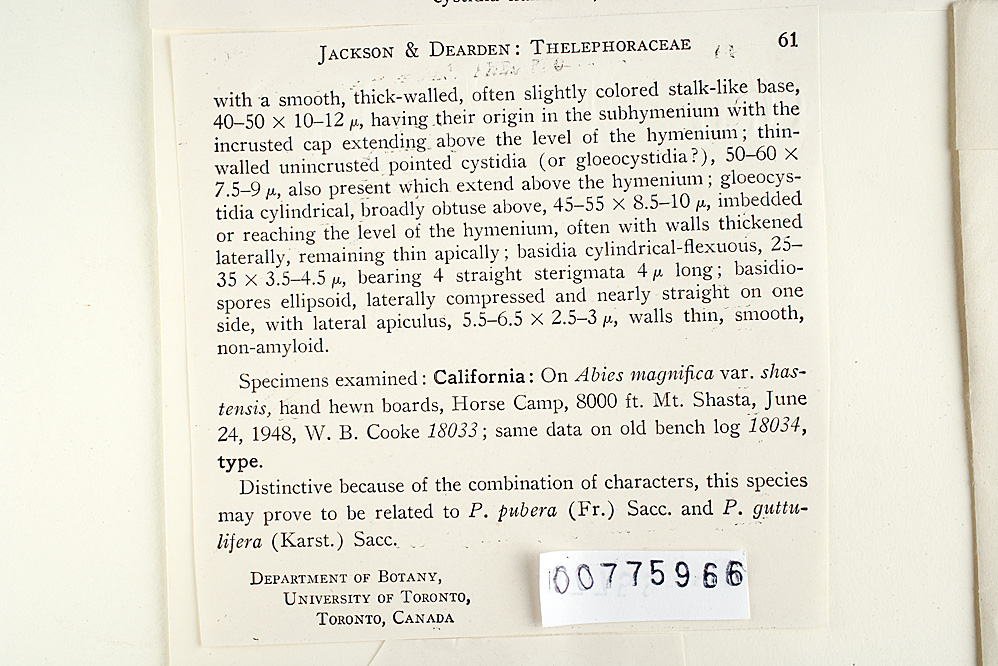 JACKSON & DEARDEN: THELEPHORACEAE 61
with a smooth, thick-walled, often slightly colored stalk-like base,
40–50 × 10–12 μ, having their origin in the subhymenium with the
incrusted cap extending above the level of the hymenium; thin-
walled unincrusted pointed cystidia (or gloeocystidia?), 50–60 ×
7.5–9 μ, also present which extend above the hymenium; gloeocys-
tidia cylindrical, broadly obtuse above, 45–55 × 8.5–10 μ, imbedded
or reaching the level of the hymenium, often with walls thickened
laterally, remaining thin apically; basidia cylindrical-flexuous, 25–
35 × 3.5–4.5 μ, bearing 4 straight sterigmata 4 μ long; basidio-
spores ellipsoid, laterally compressed and nearly straight on one
side, with lateral apiculus, 5.5–6.5 × 2.5–3 μ, walls thin, smooth,
non-amyloid.
Specimens examined: California: On Abies magnifica var. shas-
tensis, hand hewn boards, Horse Camp, 8000 ft. Mt. Shasta, June
24, 1948, W. B. Cooke 18033; same data on old bench log 18034,
type.
Distinctive because of the combination of characters, this species
may prove to be related to P. pubera (Fr.) Sacc. and P. guttu-
lifera (Karst.) Sacc.
DEPARTMENT OF BOTANY,
UNIVERSITY OF TORONTO,
TORONTO, CANADA
00775966